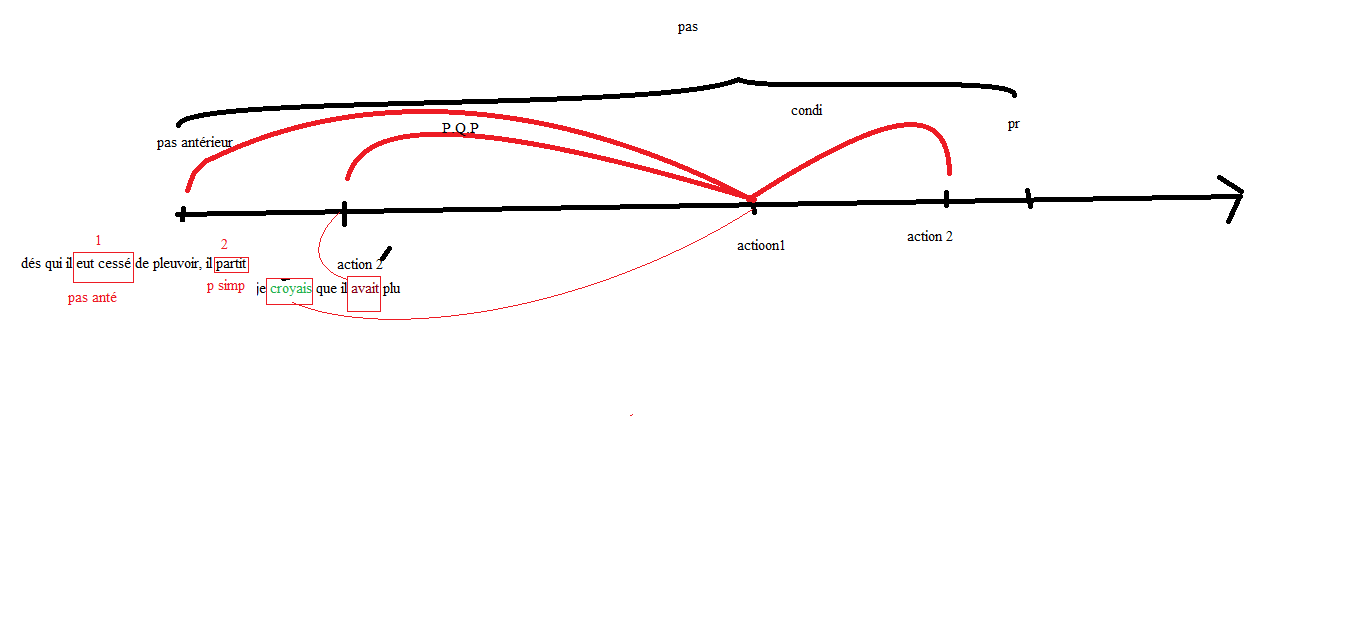 pas
condi
pr
P Q P
pas antérieur
actioon1
action 2
1
2
dés qui il eut cessé de pleuvoir, il partit
action 2
pas anté
p simp
je croyais que il avait plu